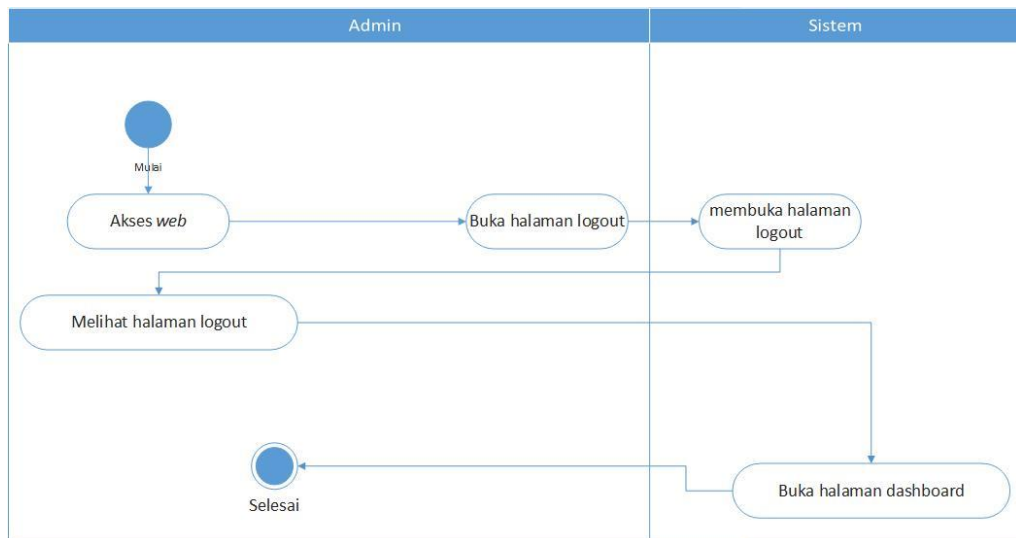 Admin
Sistem
Mulai
Akses web
Buka halaman logout
membuka halaman
logout
Melihat halaman logout
Selesai
Buka halaman dashboard